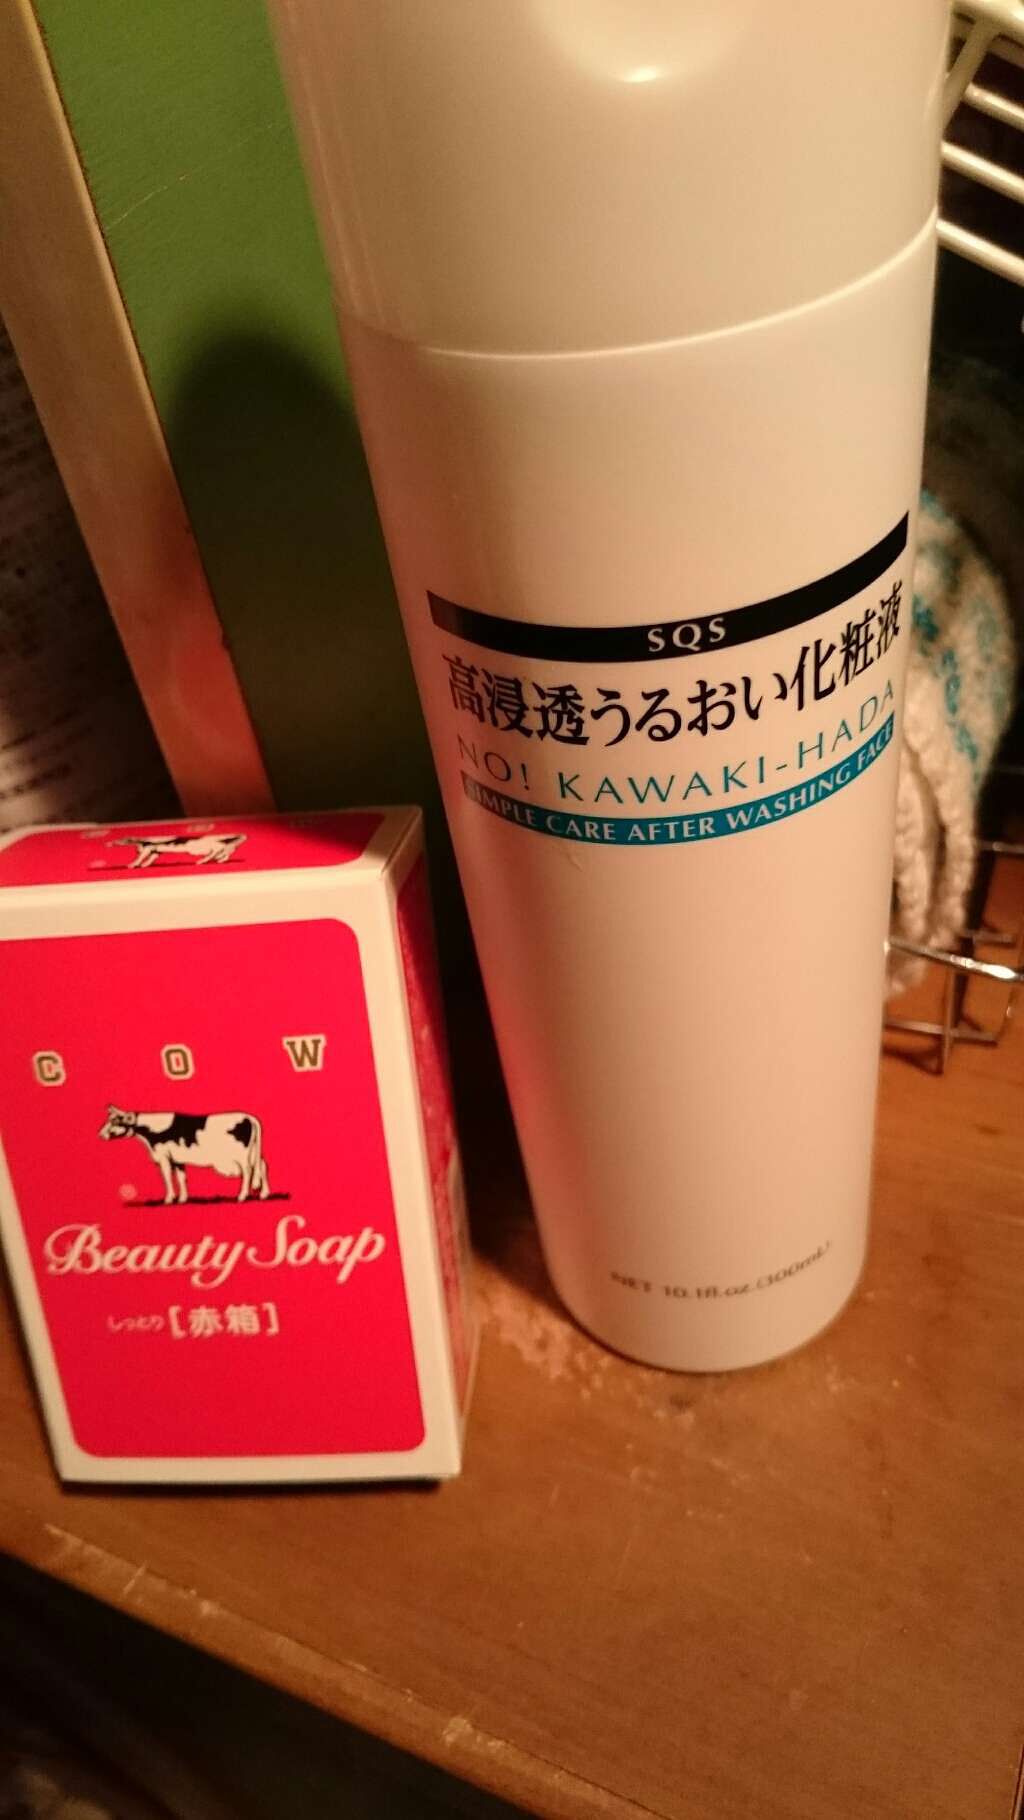 SQS
高浸透うるおい化粧液
NO! KAWAKI-HADA
SIMPLE CARE AFTER WASHING FACE
NET 10.1fl.oz.(300mL)
COW
Beauty Soap
しっとり［赤箱］